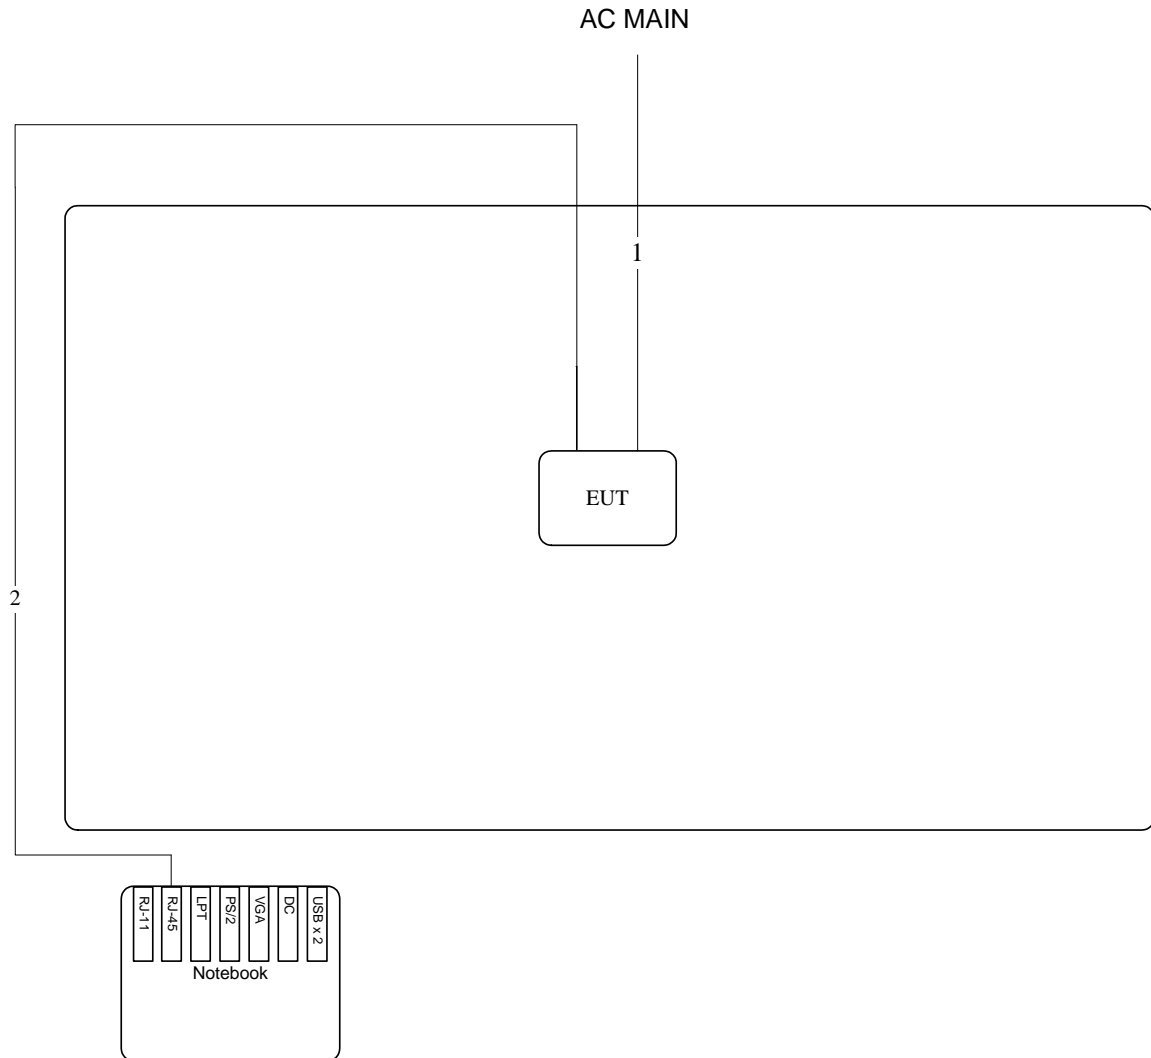 AC MAIN
1
EUT
2
RJ-11
RJ-45
LPT
PS/2
VGA
DC
USB x 2
Notebook